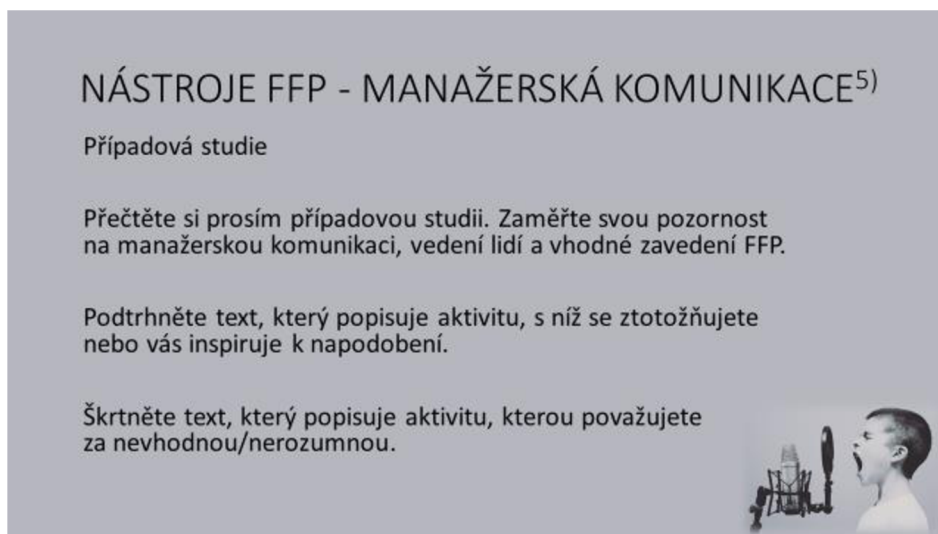 NÁSTROJE FFP - MANAŽERSKÁ KOMUNIKACE5)
Případová studie
Přečtěte si prosím případovou studii. Zaměřte svou pozornost
na manažerskou komunikaci, vedení lidí a vhodné zavedení FFP.
Podtrhněte text, který popisuje aktivitu, s níž se ztotožňujete
nebo vás inspiruje k napodobení.
Škrtněte text, který popisuje aktivitu, kterou považujete
za nevhodnou/nerozumnou.